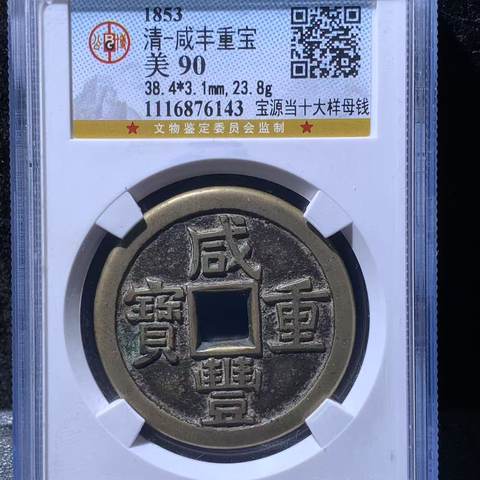 1853
清-咸丰重宝
美 90
38.4*3.1mm,23.8g
1116876143 宝源当十大样母钱
★ 文物鉴定委员会监制 ★
咸
寶 重
豐